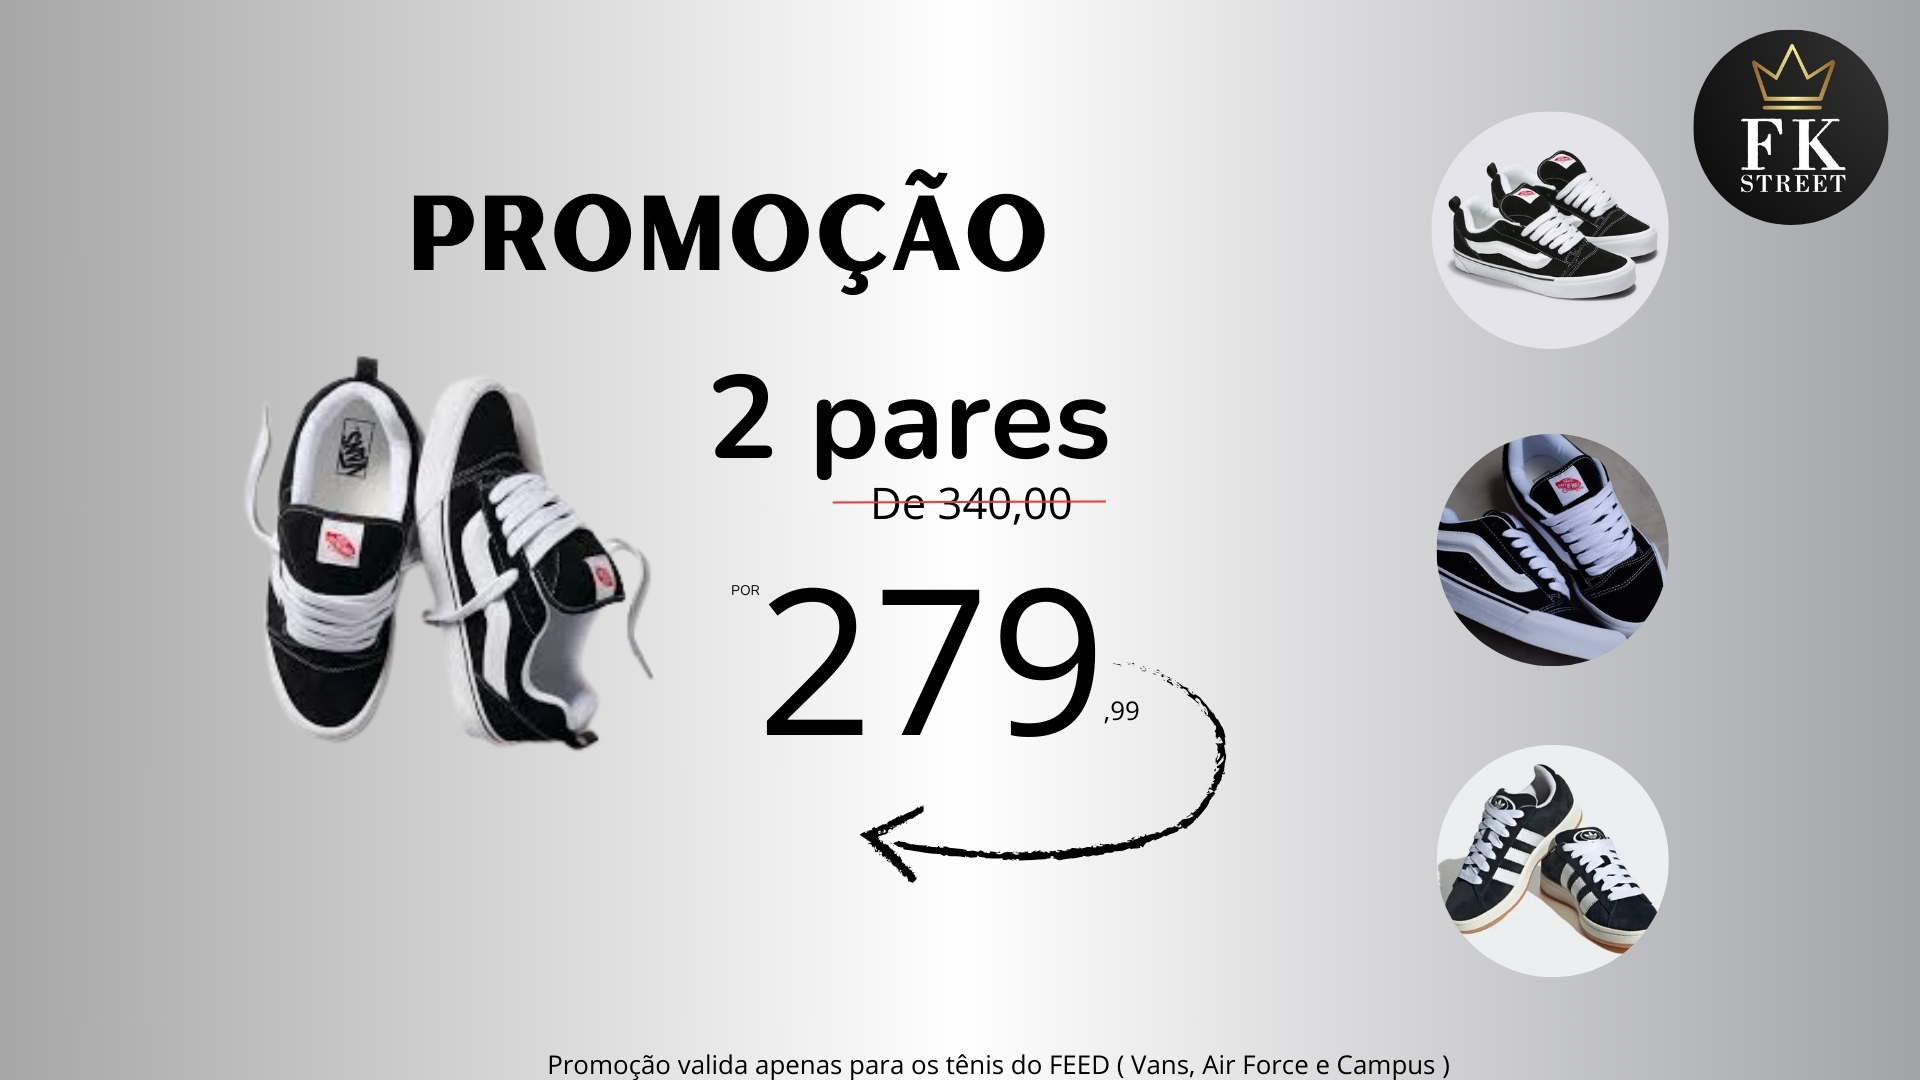 FK
STREET
PROMOÇÃO
2 pares
De 340,00
POR
279
,99
VANS
Promoção valida apenas para os tênis do FEED ( Vans, Air Force e Campus )